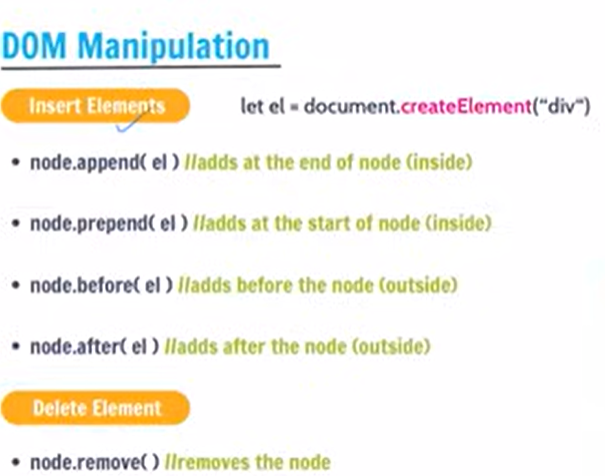 DOM Manipulation
Insert Elements let el = document.createElement("div")
• node.append( el ) //adds at the end of node (inside)
• node.prepend( el ) //adds at the start of node (inside)
• node.before( el ) //adds before the node (outside)
• node.after( el ) //adds after the node (outside)
Delete Element
• node.remove( ) //removes the node